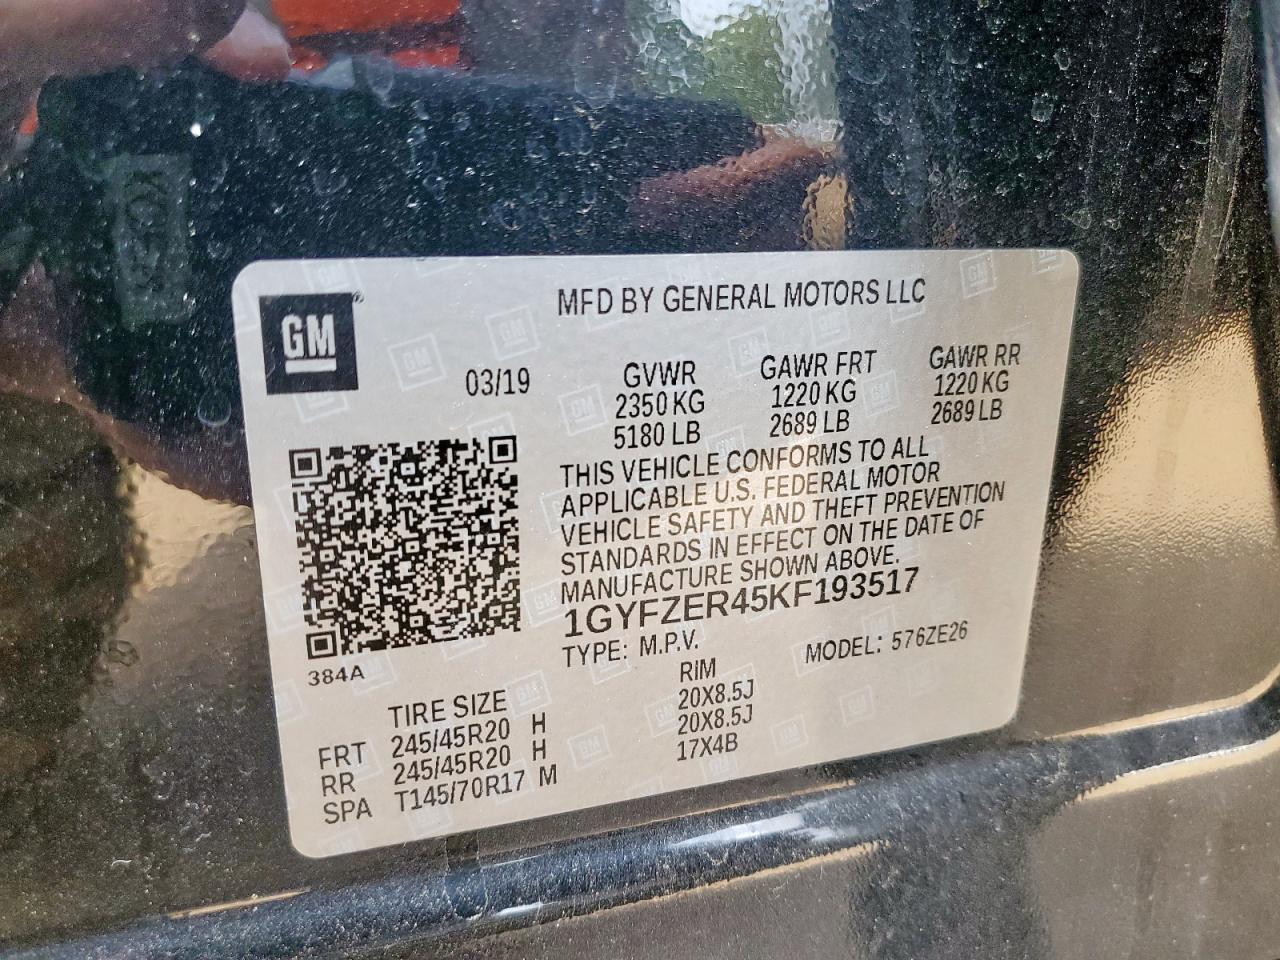 GM
MFD BY GENERAL MOTORS LLC
03/19
GVWR
2350 KG
5180 LB
GAWR FRT
1220 KG
2689 LB
GAWR RR
1220 KG
2689 LB
THIS VEHICLE CONFORMS TO ALL
APPLICABLE U.S. FEDERAL MOTOR
VEHICLE SAFETY AND THEFT PREVENTION
STANDARDS IN EFFECT ON THE DATE OF
MANUFACTURE SHOWN ABOVE.
1GYFZER45KF193517
TYPE: M.P.V.
MODEL: 576ZE26
384A
TIRE SIZE RIM
FRT 245/45R20 H 20X8.5J
RR 245/45R20 H 20X8.5J
SPA T145/70R17 M 17X4B